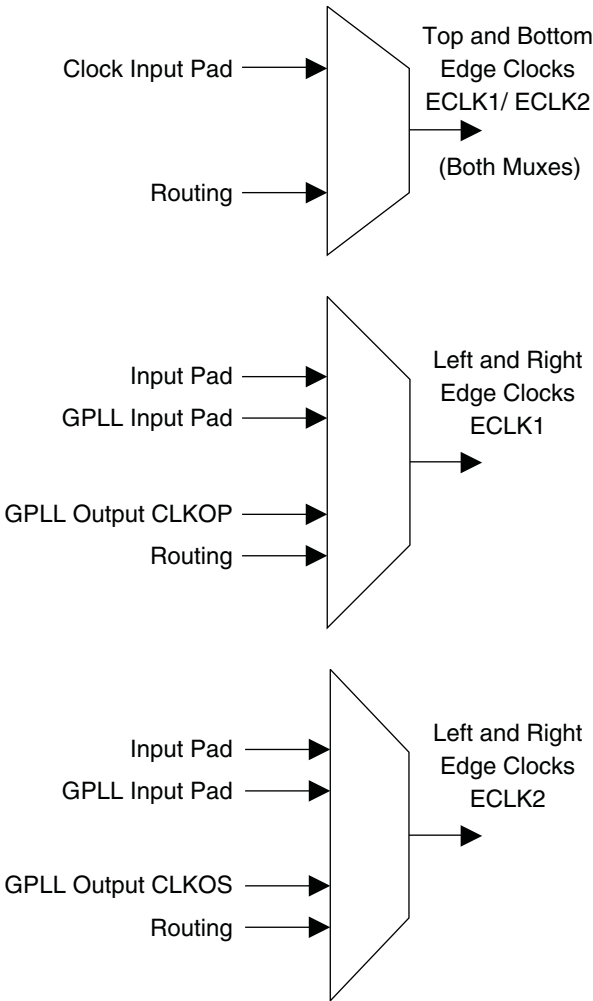 Clock Input Pad
Routing
Top and Bottom
Edge Clocks
ECLK1/ ECLK2
(Both Muxes)
Input Pad
GPLL Input Pad
GPLL Output CLKOP
Routing
Left and Right
Edge Clocks
ECLK1
Input Pad
GPLL Input Pad
GPLL Output CLKOS
Routing
Left and Right
Edge Clocks
ECLK2